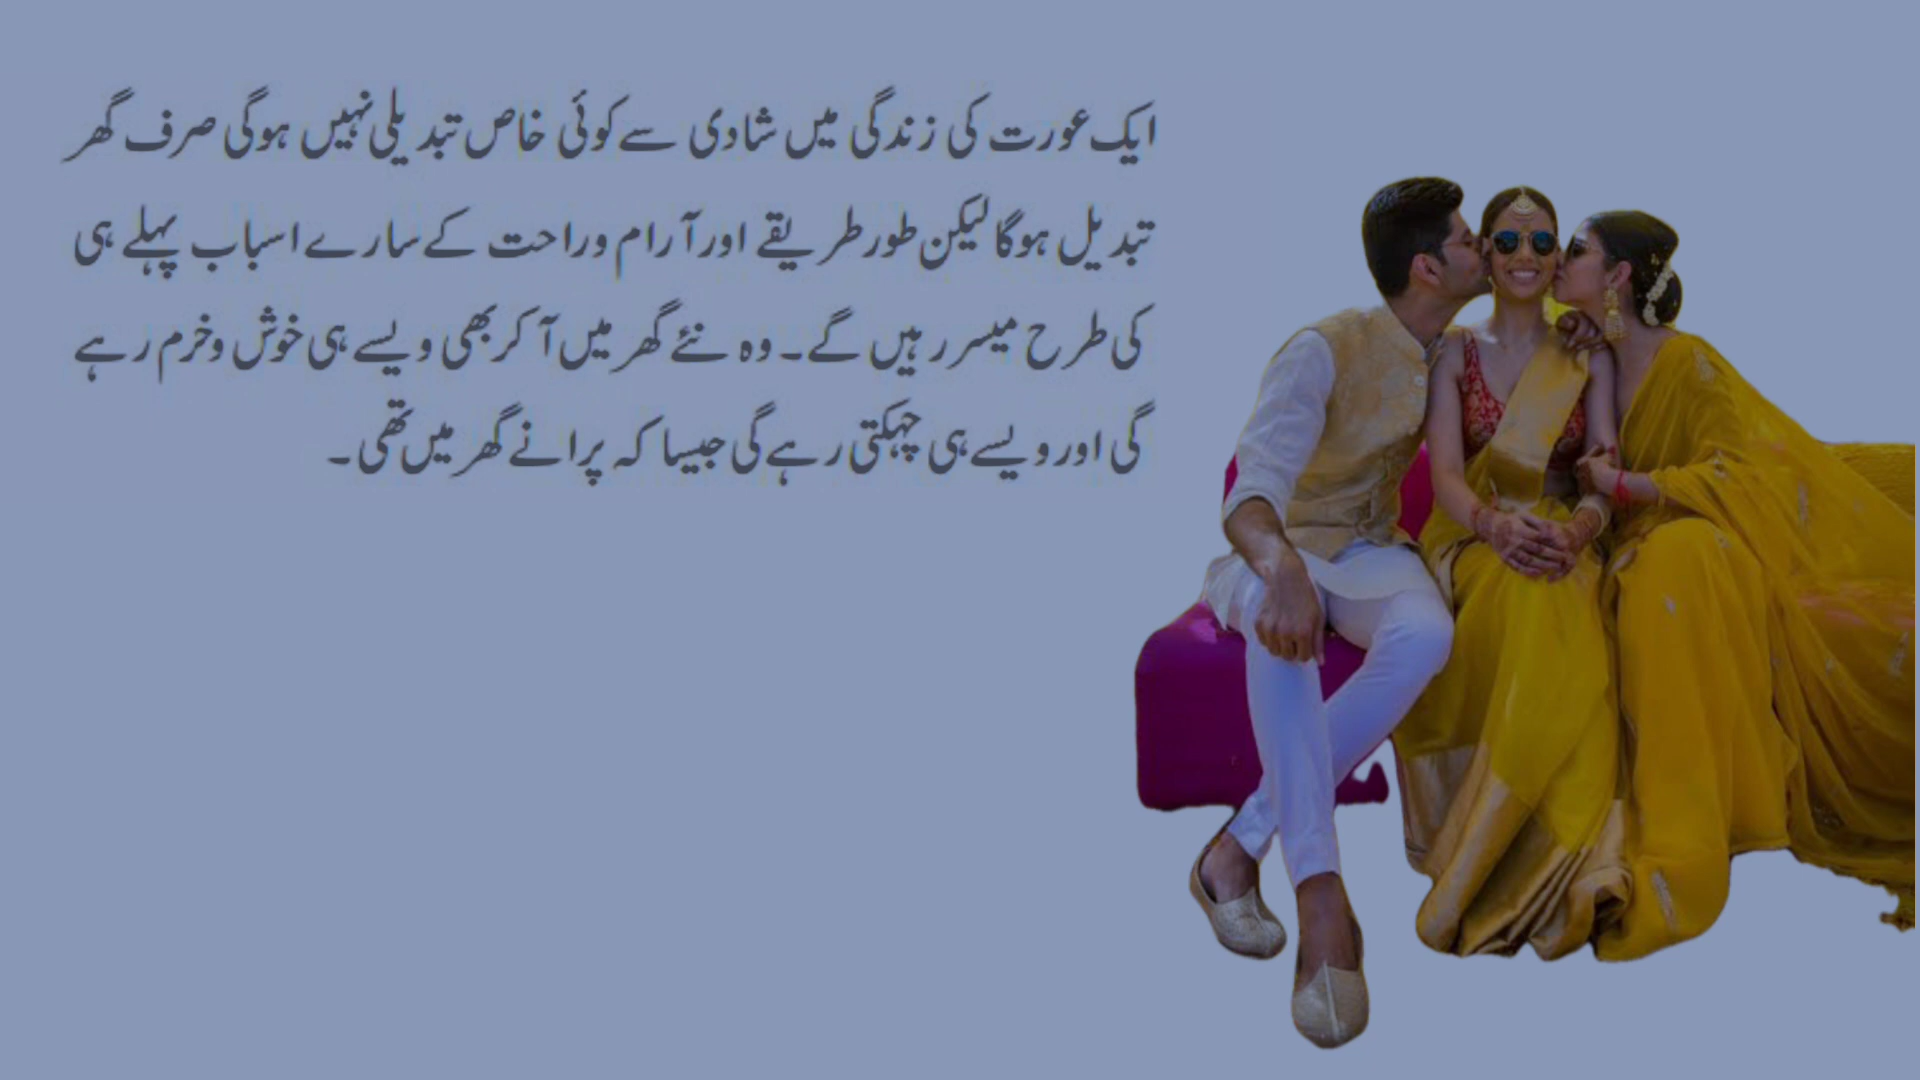 ایک عورت کی زندگی میں شادی سے کوئی خاص تبدیلی نہیں ہوگی صرف گھر
تبدیل ہوگا لیکن طور طریقے اور آرام وراحت کے سارے اسباب پہلے ہی
کی طرح میسر رہیں گے۔ وہ نئے گھر میں آ کر بھی ویسے ہی خوش وخرم رہے
گی اور ویسے ہی چہکتی رہے گی جیسا کہ پرانے گھر میں تھی۔